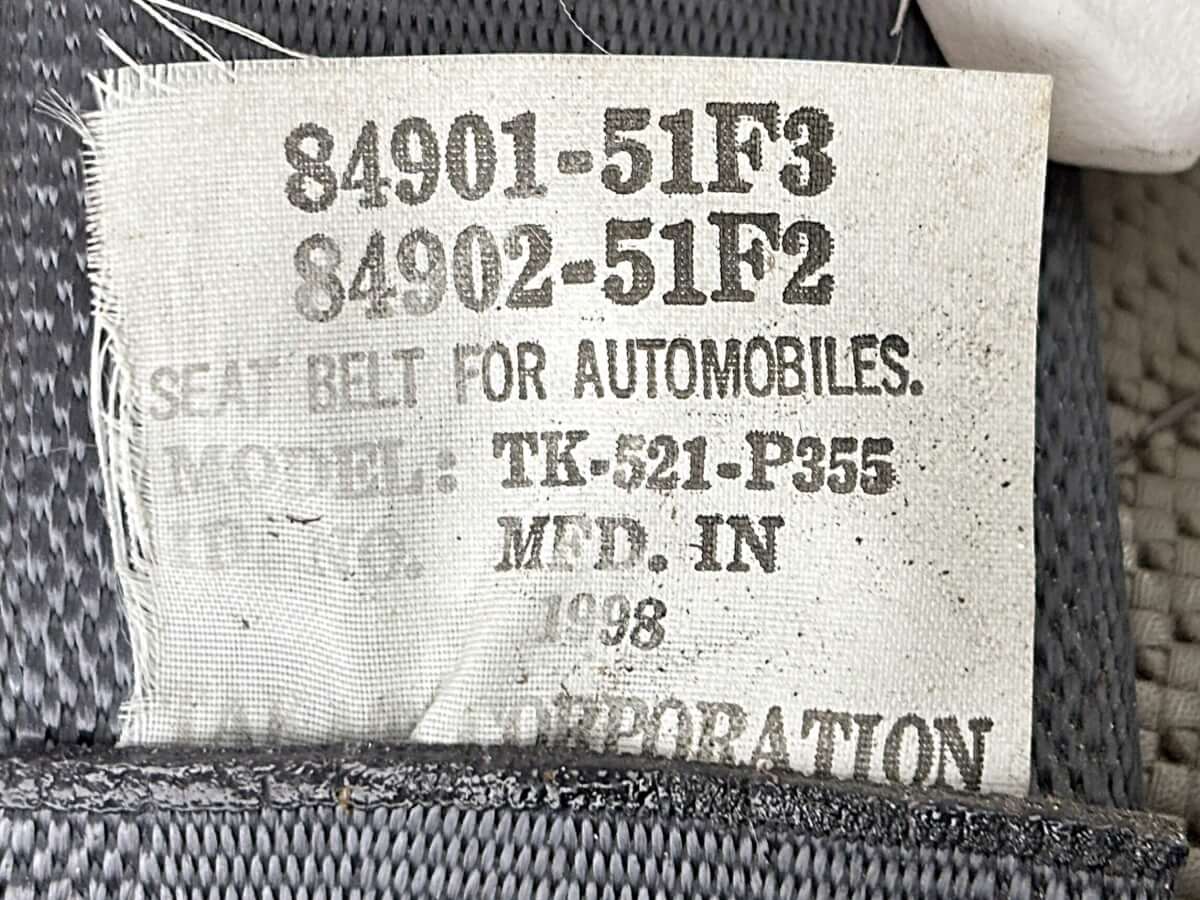 84901-51F3
84902-51F2
SEAT BELT FOR AUTOMOBILES.
MODEL: TK-521-P355
MFD. IN
1998
CORPORATION